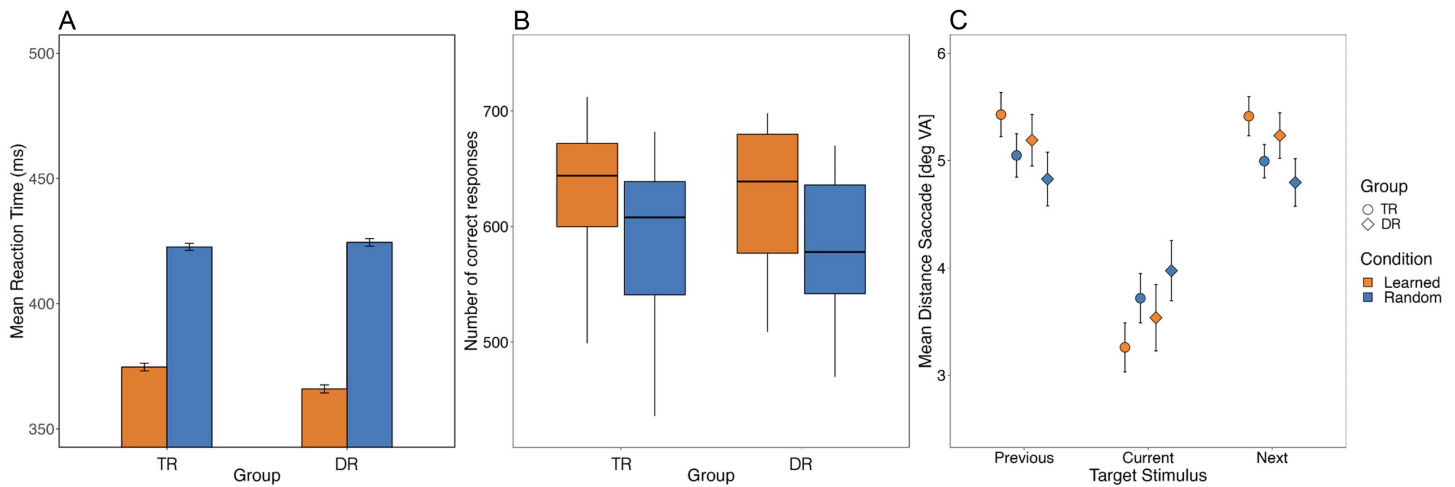 A
Mean Reaction Time (ms)
500
450
400
350
TR
DR
Group
B
Number of correct responses
700
600
500
TR
DR
Group
C
Mean Distance Saccade [deg VA]
6
5
4
3
Previous
Current
Next
Target Stimulus
Group
TR
DR
Condition
Learned
Random